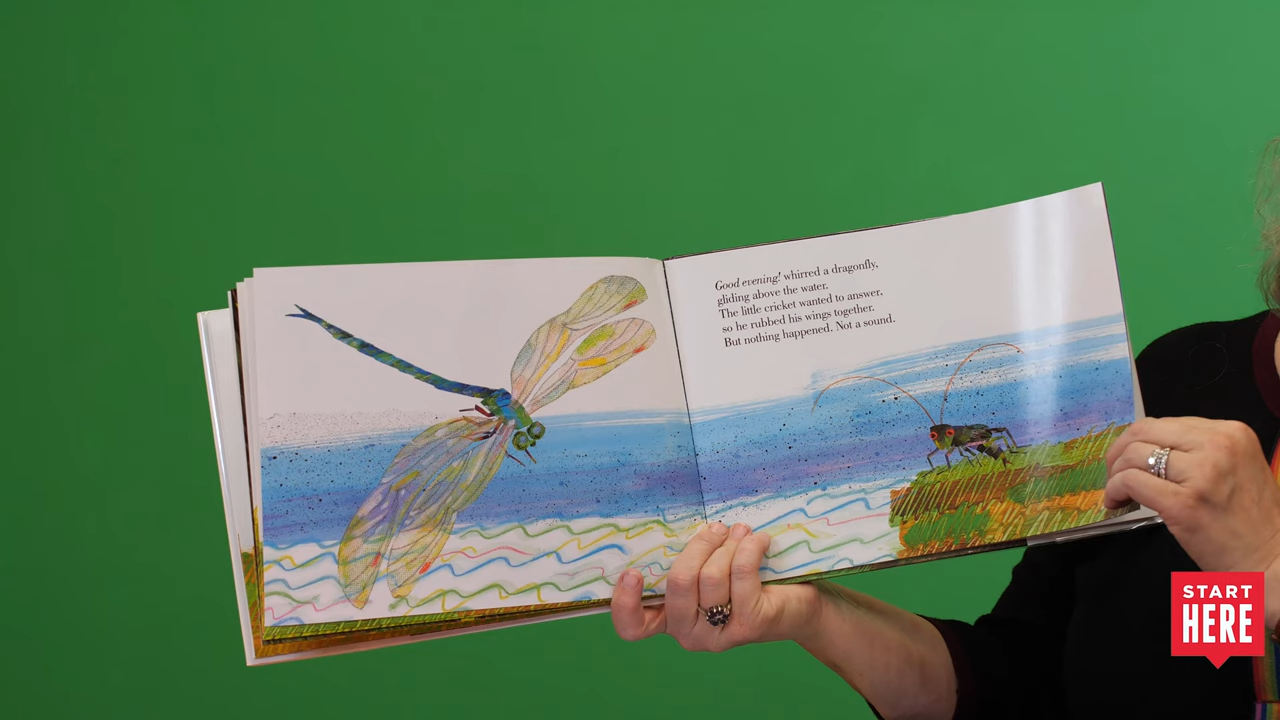 Good evening! whirred a dragonfly,
gliding above the water.
The little cricket wanted to answer,
so he rubbed his wings together.
But nothing happened. Not a sound.
START
HERE